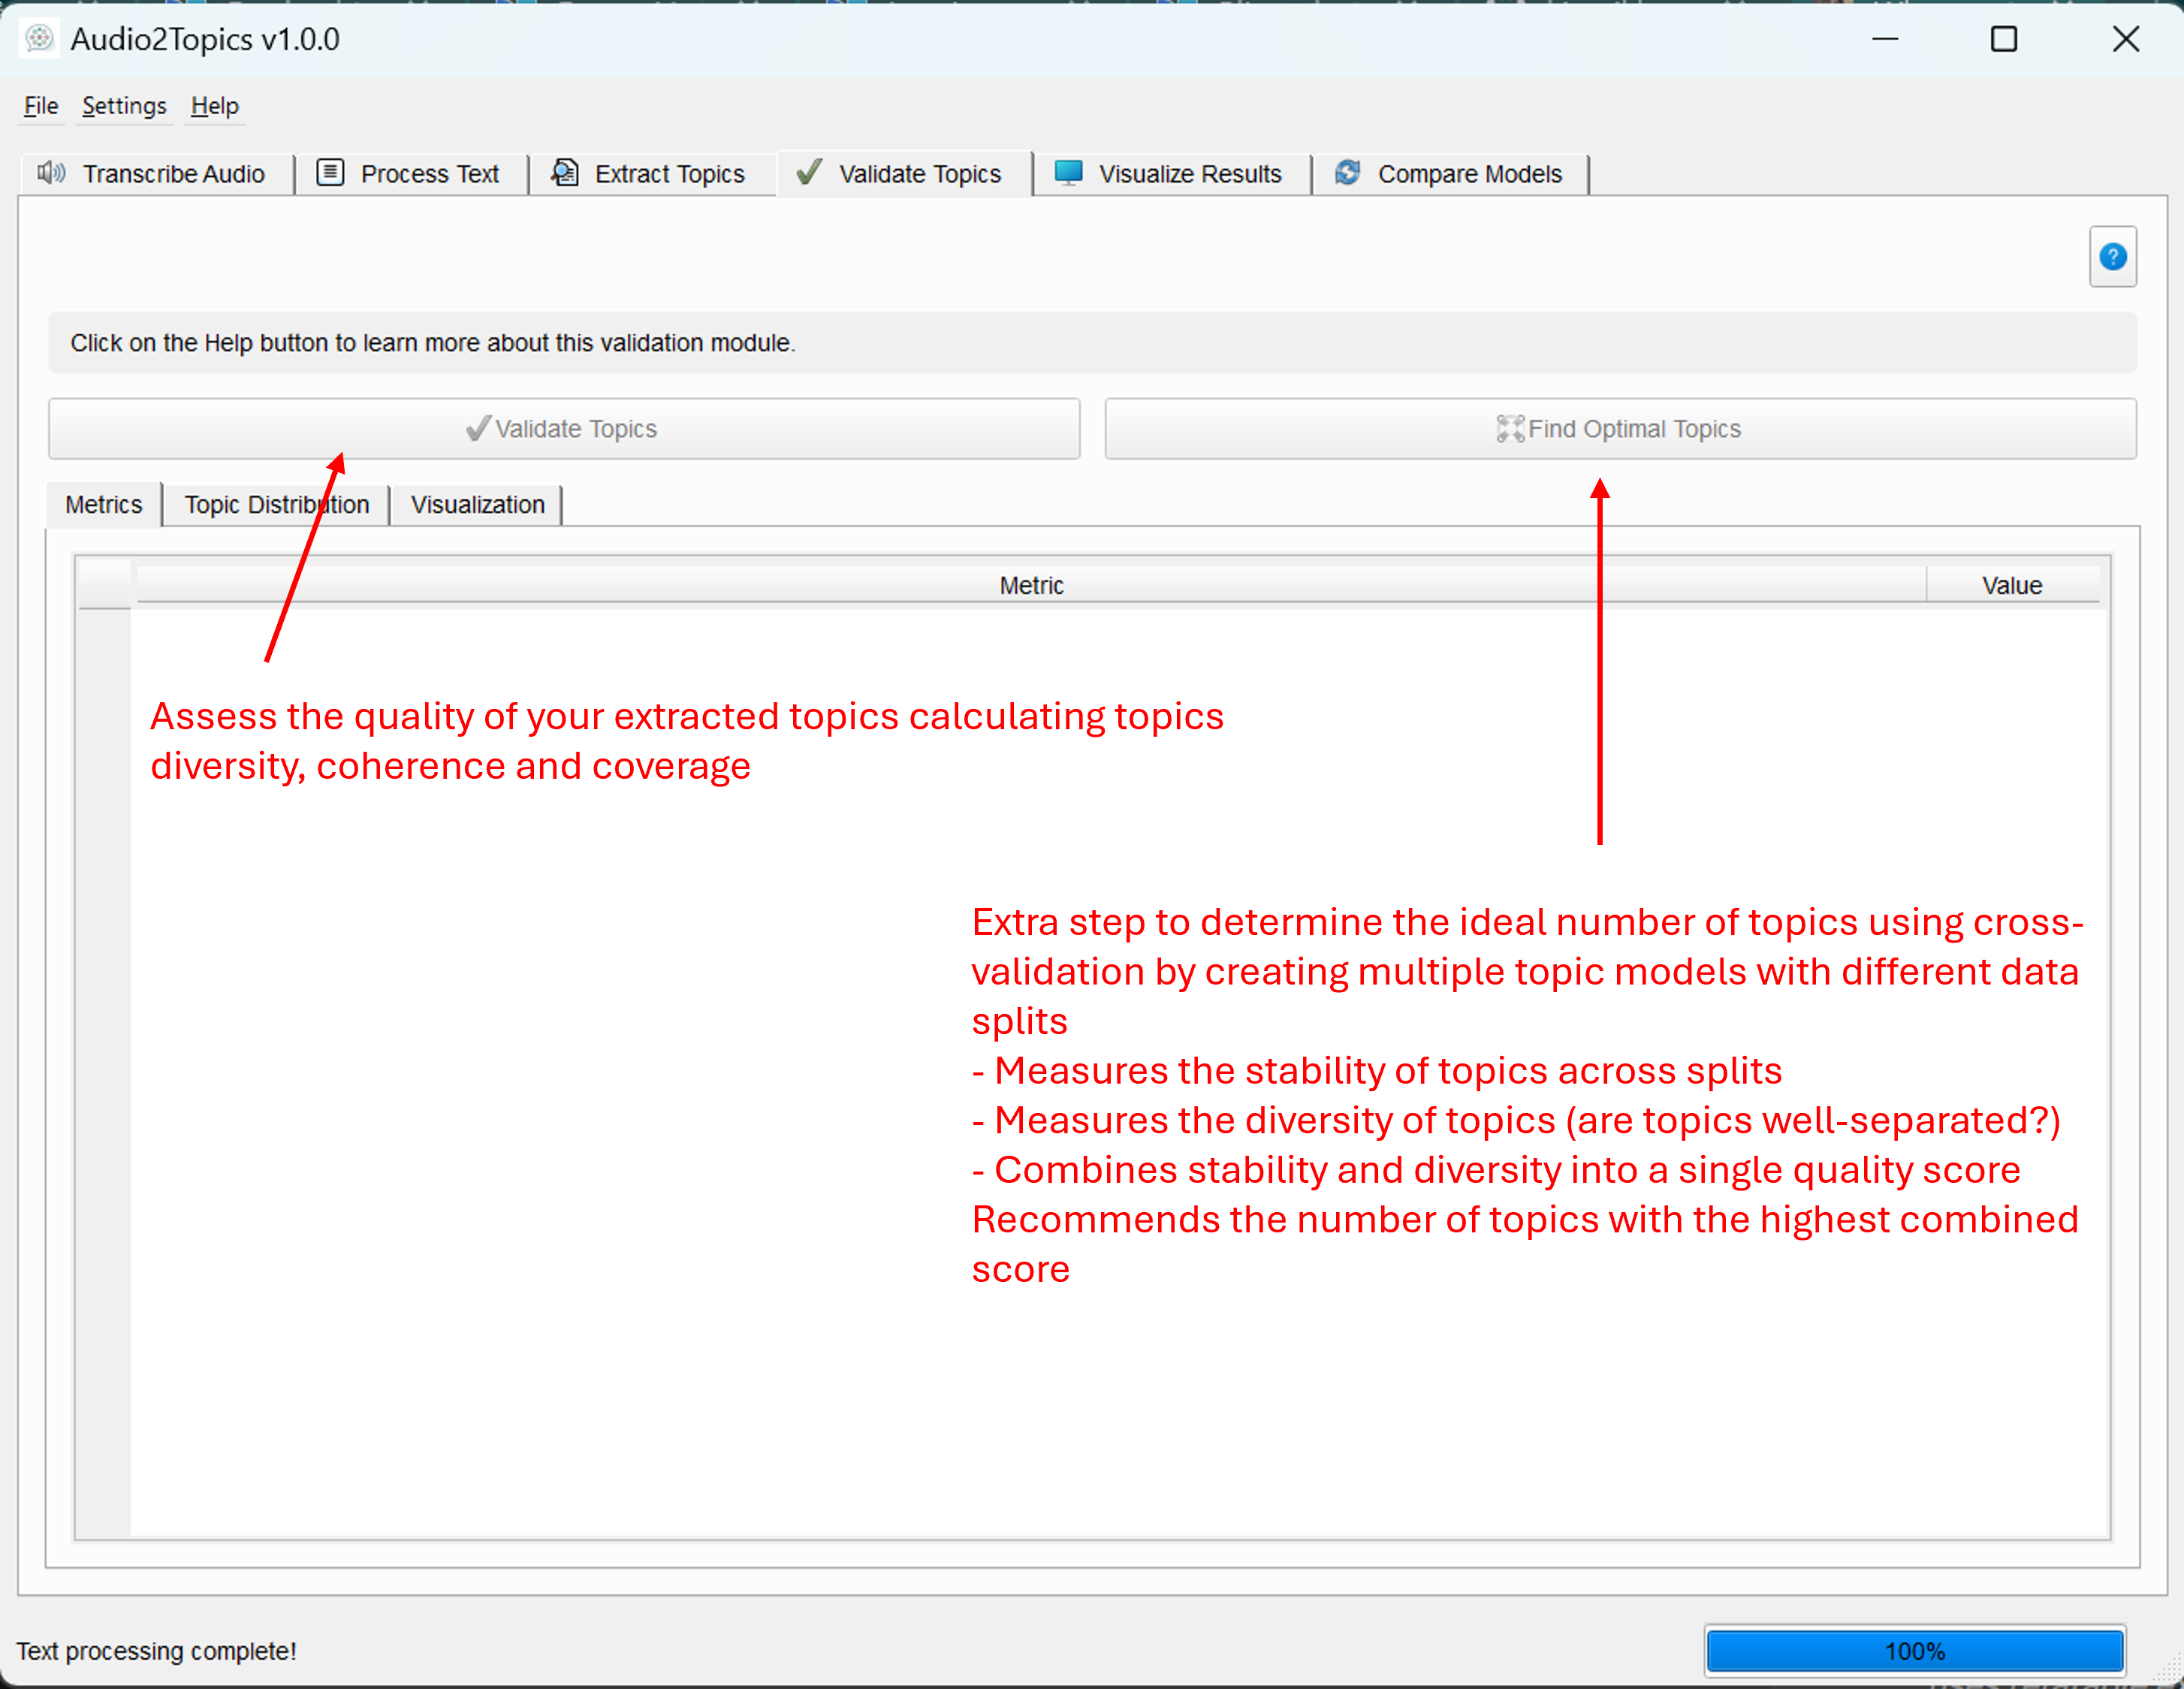 Audio2Topics v1.0.0
File Settings Help
Transcribe Audio Process Text Extract Topics Validate Topics Visualize Results Compare Models
?
Click on the Help button to learn more about this validation module.
Validate Topics Find Optimal Topics
Metrics Topic Distribution Visualization
Metric Value
Assess the quality of your extracted topics calculating topics
diversity, coherence and coverage
Extra step to determine the ideal number of topics using cross-
validation by creating multiple topic models with different data
splits
- Measures the stability of topics across splits
- Measures the diversity of topics (are topics well-separated?)
- Combines stability and diversity into a single quality score
Recommends the number of topics with the highest combined
score
Text processing complete! 100%